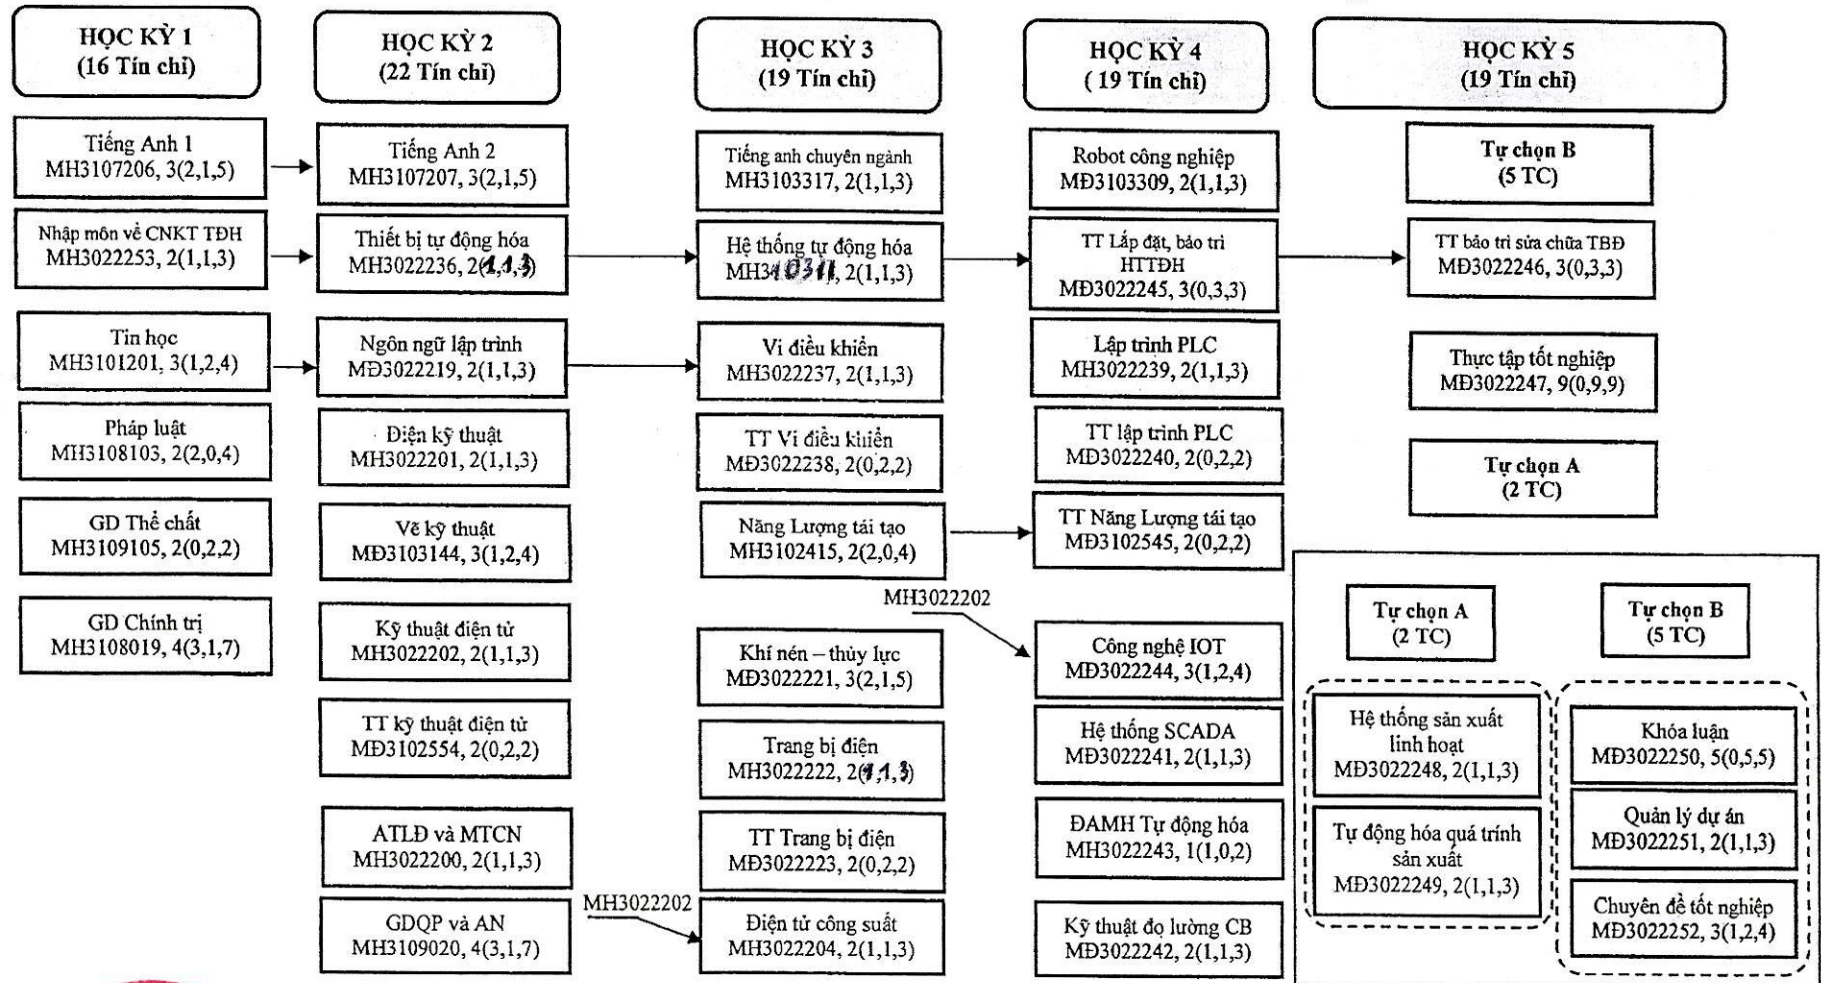 HỌC KỲ 1
(16 Tín chỉ)
Tiếng Anh 1
MH3107206, 3(2,1,5)
Nhập môn về CNKT TĐH
MH3022253, 2(1,1,3)
Tin học
MH3101201, 3(1,2,4)
Pháp luật
MH3108103, 2(2,0,4)
GD Thể chất
MH3109105, 2(0,2,2)
GD Chính trị
MH3108019, 4(3,1,7)
HỌC KỲ 2
(22 Tín chỉ)
Tiếng Anh 2
MH3107207, 3(2,1,5)
Thiết bị tự động hóa
MH3022236, 2(1,1,3)
Ngôn ngữ lập trình
MĐ3022219, 2(1,1,3)
Điện kỹ thuật
MH3022201, 2(1,1,3)
Vẽ kỹ thuật
MĐ3103144, 3(1,2,4)
Kỹ thuật điện tử
MH3022202, 2(1,1,3)
TT kỹ thuật điện tử
MĐ3102554, 2(0,2,2)
ATLĐ và MTCN
MH3022200, 2(1,1,3)
GDQP và AN
MH3109020, 4(3,1,7)
MH3022202
HỌC KỲ 3
(19 Tín chỉ)
Tiếng anh chuyên ngành
MH3103317, 2(1,1,3)
Hệ thống tự động hóa
2(1,1,3)
Vi điều khiển
MH3022237, 2(1,1,3)
TT Vi điều khiển
MĐ3022238, 2(0,2,2)
Năng Lượng tái tạo
MH3102415, 2(2,0,4)
MH3022202
Khí nén – thủy lực
MĐ3022221, 3(2,1,5)
Trang bị điện
MH3022222, 2(1,1,3)
TT Trang bị điện
MĐ3022223, 2(0,2,2)
Điện tử công suất
MH3022204, 2(1,1,3)
HỌC KỲ 4
( 19 Tín chỉ)
Robot công nghiệp
MĐ3103309, 2(1,1,3)
TT Lắp đặt, bảo trì
HTTĐH
MĐ3022245, 3(0,3,3)
Lập trình PLC
MH3022239, 2(1,1,3)
TT lập trình PLC
MĐ3022240, 2(0,2,2)
TT Năng Lượng tái tạo
MĐ3102545, 2(0,2,2)
Công nghệ IOT
MĐ3022244, 3(1,2,4)
Hệ thống SCADA
MĐ3022241, 2(1,1,3)
ĐAMH Tự động hóa
MH3022243, 1(1,0,2)
Kỹ thuật đọ lường CB
MĐ3022242, 2(1,1,3)
HỌC KỲ 5
(19 Tín chỉ)
Tự chọn B
(5 TC)
TT bảo trì sửa chữa TBĐ
MĐ3022246, 3(0,3,3)
Thực tập tốt nghiệp
MĐ3022247, 9(0,9,9)
Tự chọn A
(2 TC)
Tự chọn A
(2 TC)
Hệ thống sản xuất
linh hoạt
MĐ3022248, 2(1,1,3)
Tự động hóa quá trính
sản xuất
MĐ3022249, 2(1,1,3)
Tự chọn B
(5 TC)
Khóa luận
MĐ3022250, 5(0,5,5)
Quản lý dự án
MĐ3022251, 2(1,1,3)
Chuyên đề tốt nghiệp
MĐ3022252, 3(1,2,4)